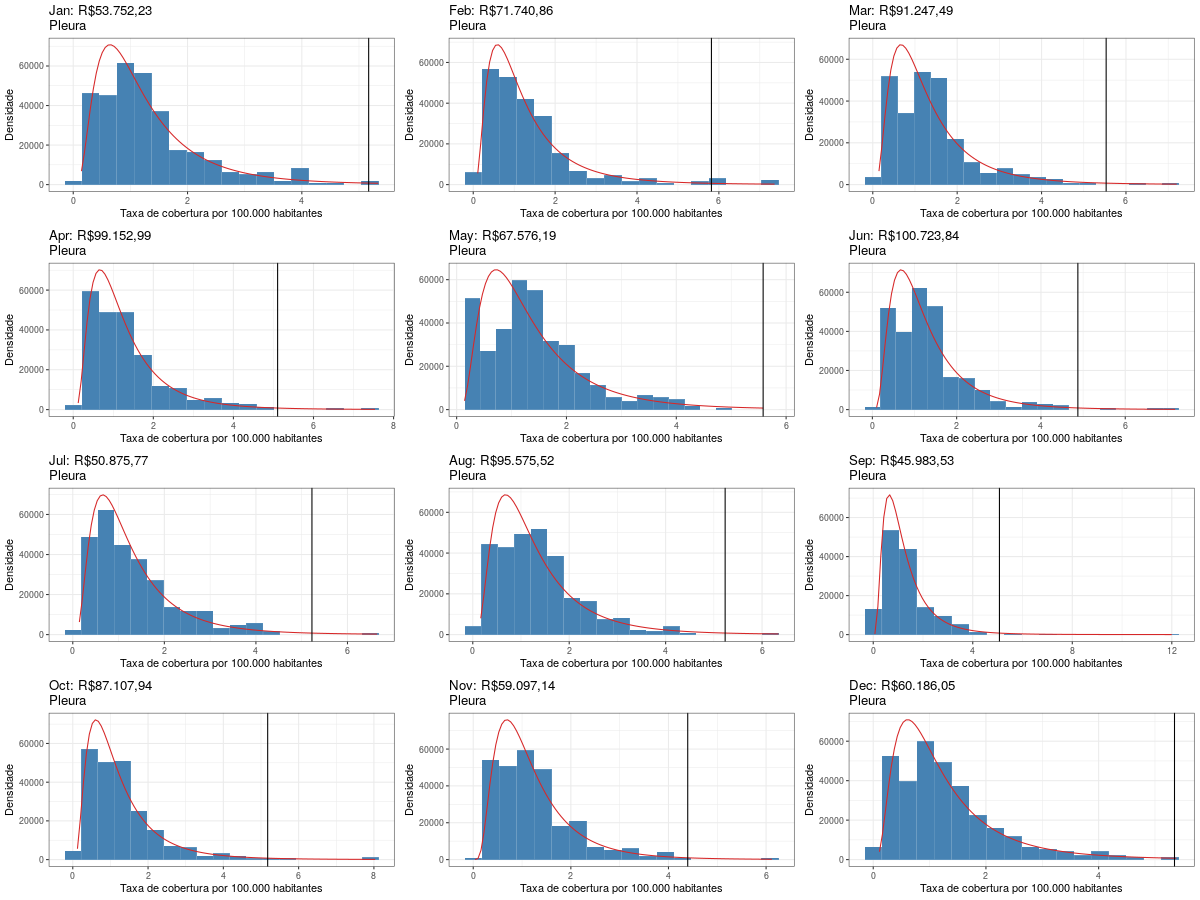 Jan: R$53.752,23
Pleura
Densidade
60000
40000
20000
0
0 2 4
Taxa de cobertura por 100.000 habitantes
Feb: R$71.740,86
Pleura
Densidade
60000
40000
20000
0
0 2 4 6
Taxa de cobertura por 100.000 habitantes
Mar: R$91.247,49
Pleura
Densidade
60000
40000
20000
0
0 2 4 6
Taxa de cobertura por 100.000 habitantes
Apr: R$99.152,99
Pleura
Densidade
60000
40000
20000
0
0 2 4 6 8
Taxa de cobertura por 100.000 habitantes
May: R$67.576,19
Pleura
Densidade
60000
40000
20000
0
0 2 4 6
Taxa de cobertura por 100.000 habitantes
Jun: R$100.723,84
Pleura
Densidade
60000
40000
20000
0
0 2 4 6
Taxa de cobertura por 100.000 habitantes
Jul: R$50.875,77
Pleura
Densidade
60000
40000
20000
0
0 2 4 6
Taxa de cobertura por 100.000 habitantes
Aug: R$95.575,52
Pleura
Densidade
60000
40000
20000
0
0 2 4 6
Taxa de cobertura por 100.000 habitantes
Sep: R$45.983,53
Pleura
Densidade
60000
40000
20000
0
0 4 8 12
Taxa de cobertura por 100.000 habitantes
Oct: R$87.107,94
Pleura
Densidade
60000
40000
20000
0
0 2 4 6 8
Taxa de cobertura por 100.000 habitantes
Nov: R$59.097,14
Pleura
Densidade
60000
40000
20000
0
0 2 4 6
Taxa de cobertura por 100.000 habitantes
Dec: R$60.186,05
Pleura
Densidade
60000
40000
20000
0
0 2 4
Taxa de cobertura por 100.000 habitantes